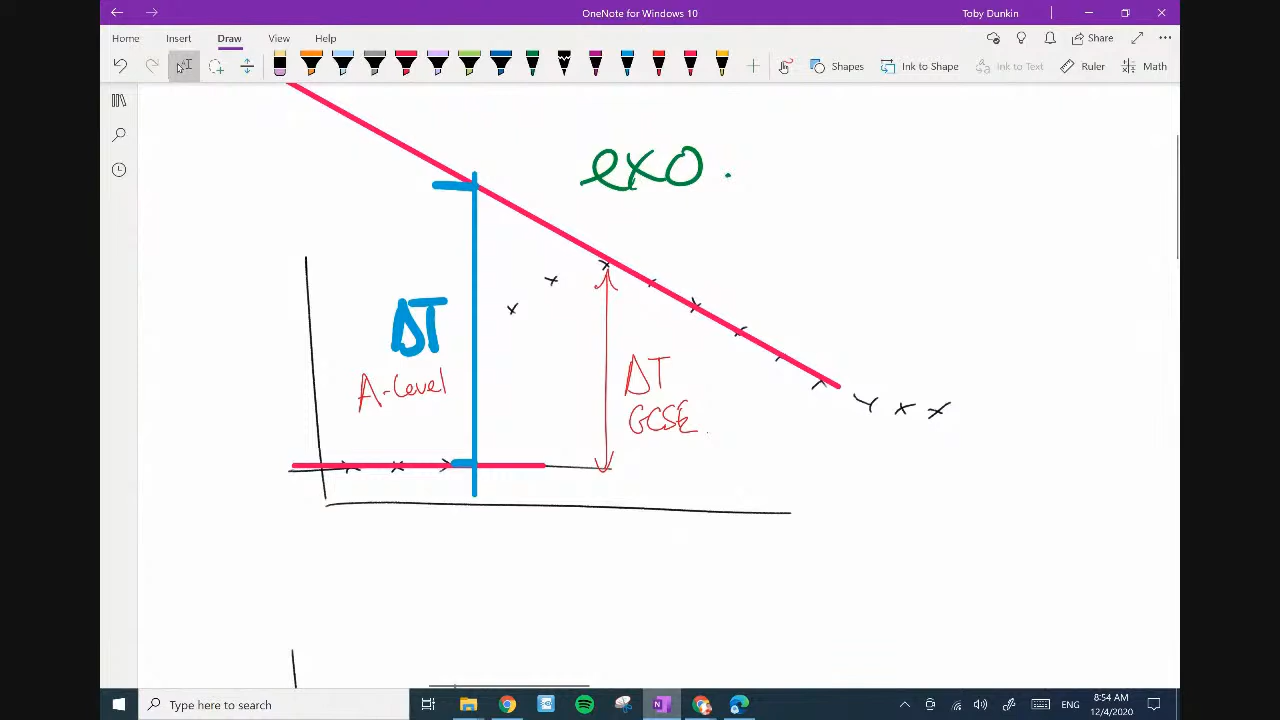 OneNote for Windows 10
Toby Dunkin
Home Insert Draw View Help
Share
Shapes Ink to Shape Ink to Text Ruler Math
exo.
ΔT
A-Level
ΔT
GCSE.
Type here to search
ENG
8:54 AM
12/4/2020